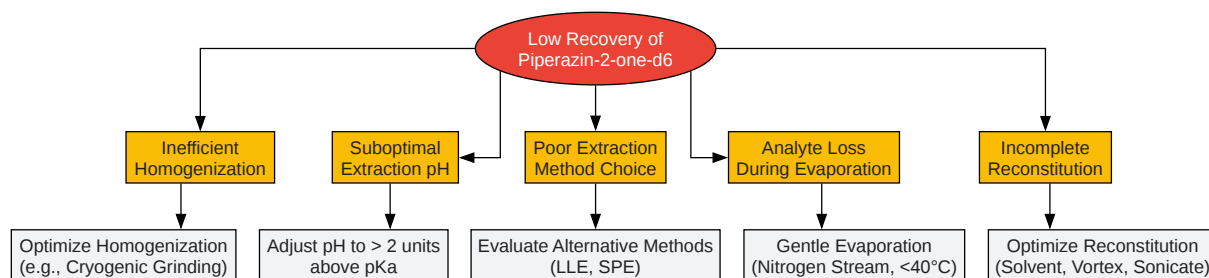 Low Recovery of
Piperazin-2-one-d6
Inefficient
Homogenization
Suboptimal
Extraction pH
Poor Extraction
Method Choice
Analyte Loss
During Evaporation
Incomplete
Reconstitution
Optimize Homogenization
(e.g., Cryogenic Grinding)
Adjust pH to > 2 units
above pKa
Evaluate Alternative Methods
(LLE, SPE)
Gentle Evaporation
(Nitrogen Stream, <40°C)
Optimize Reconstitution
(Solvent, Vortex, Sonicate)